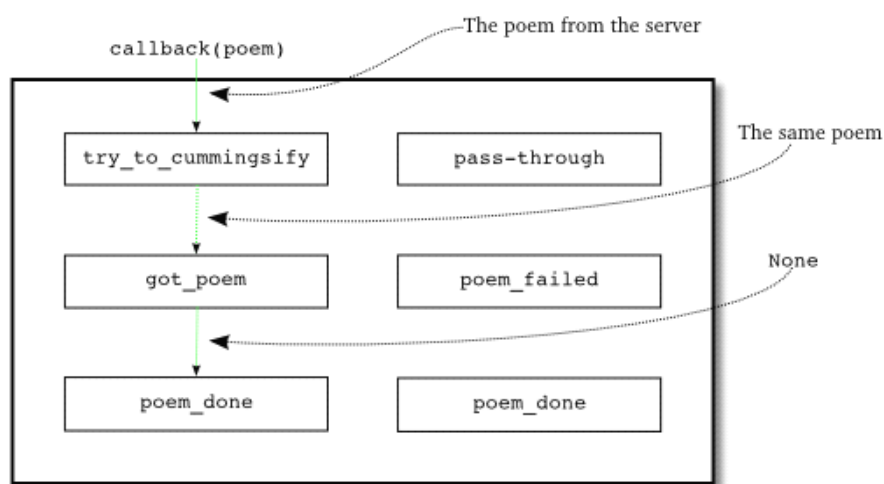 The poem from the server
callback(poem)
try_to_cummingsify
pass-through
The same poem
got_poem
poem_failed
None
poem_done
poem_done